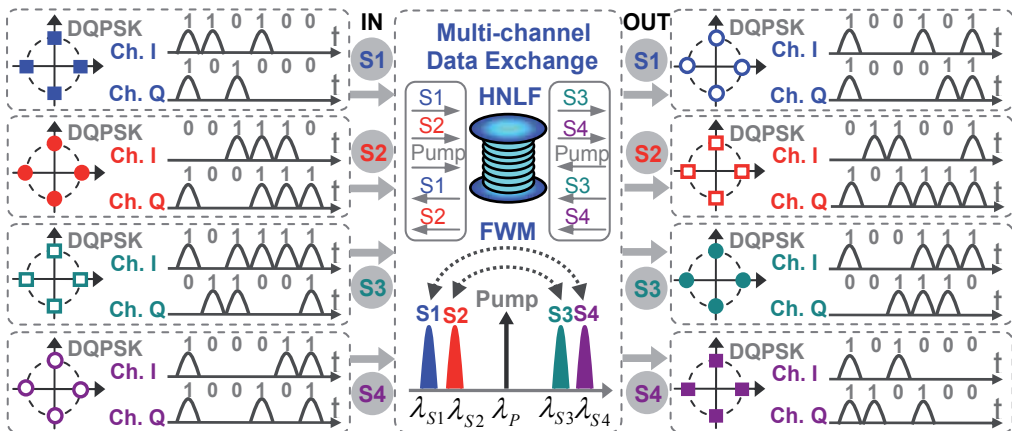 DQPSK 1 1 0 1 0 0 t
Ch. I
1 0 1 0 0 0
Ch. Q t
DQPSK 0 0 1 1 1 0 t
Ch. I
1 0 0 1 1 1
Ch. Q t
DQPSK 1 0 1 1 1 1 t
Ch. I
0 1 1 0 0 1
Ch. Q t
DQPSK 1 0 0 0 1 1 t
Ch. I
1 0 0 1 0 1
Ch. Q t
IN
S1
S2
S3
S4
Multi-channel
Data Exchange
HNLF
S1
S2
Pump
S1
S2
S3
S4
Pump
S3
S4
FWM
Pump
S1 S2 S3 S4
λS1 λS2 λP λS3 λS4
OUT
S1
S2
S3
S4
DQPSK 1 0 0 1 0 1 t
Ch. I
1 0 0 0 1 1
Ch. Q t
DQPSK 0 1 1 0 0 1 t
Ch. I
1 0 1 1 1 1
Ch. Q t
DQPSK 1 0 0 1 1 1 t
Ch. I
0 0 1 1 1 0
Ch. Q t
DQPSK 1 0 1 0 0 0 t
Ch. I
1 1 0 1 0 0
Ch. Q t